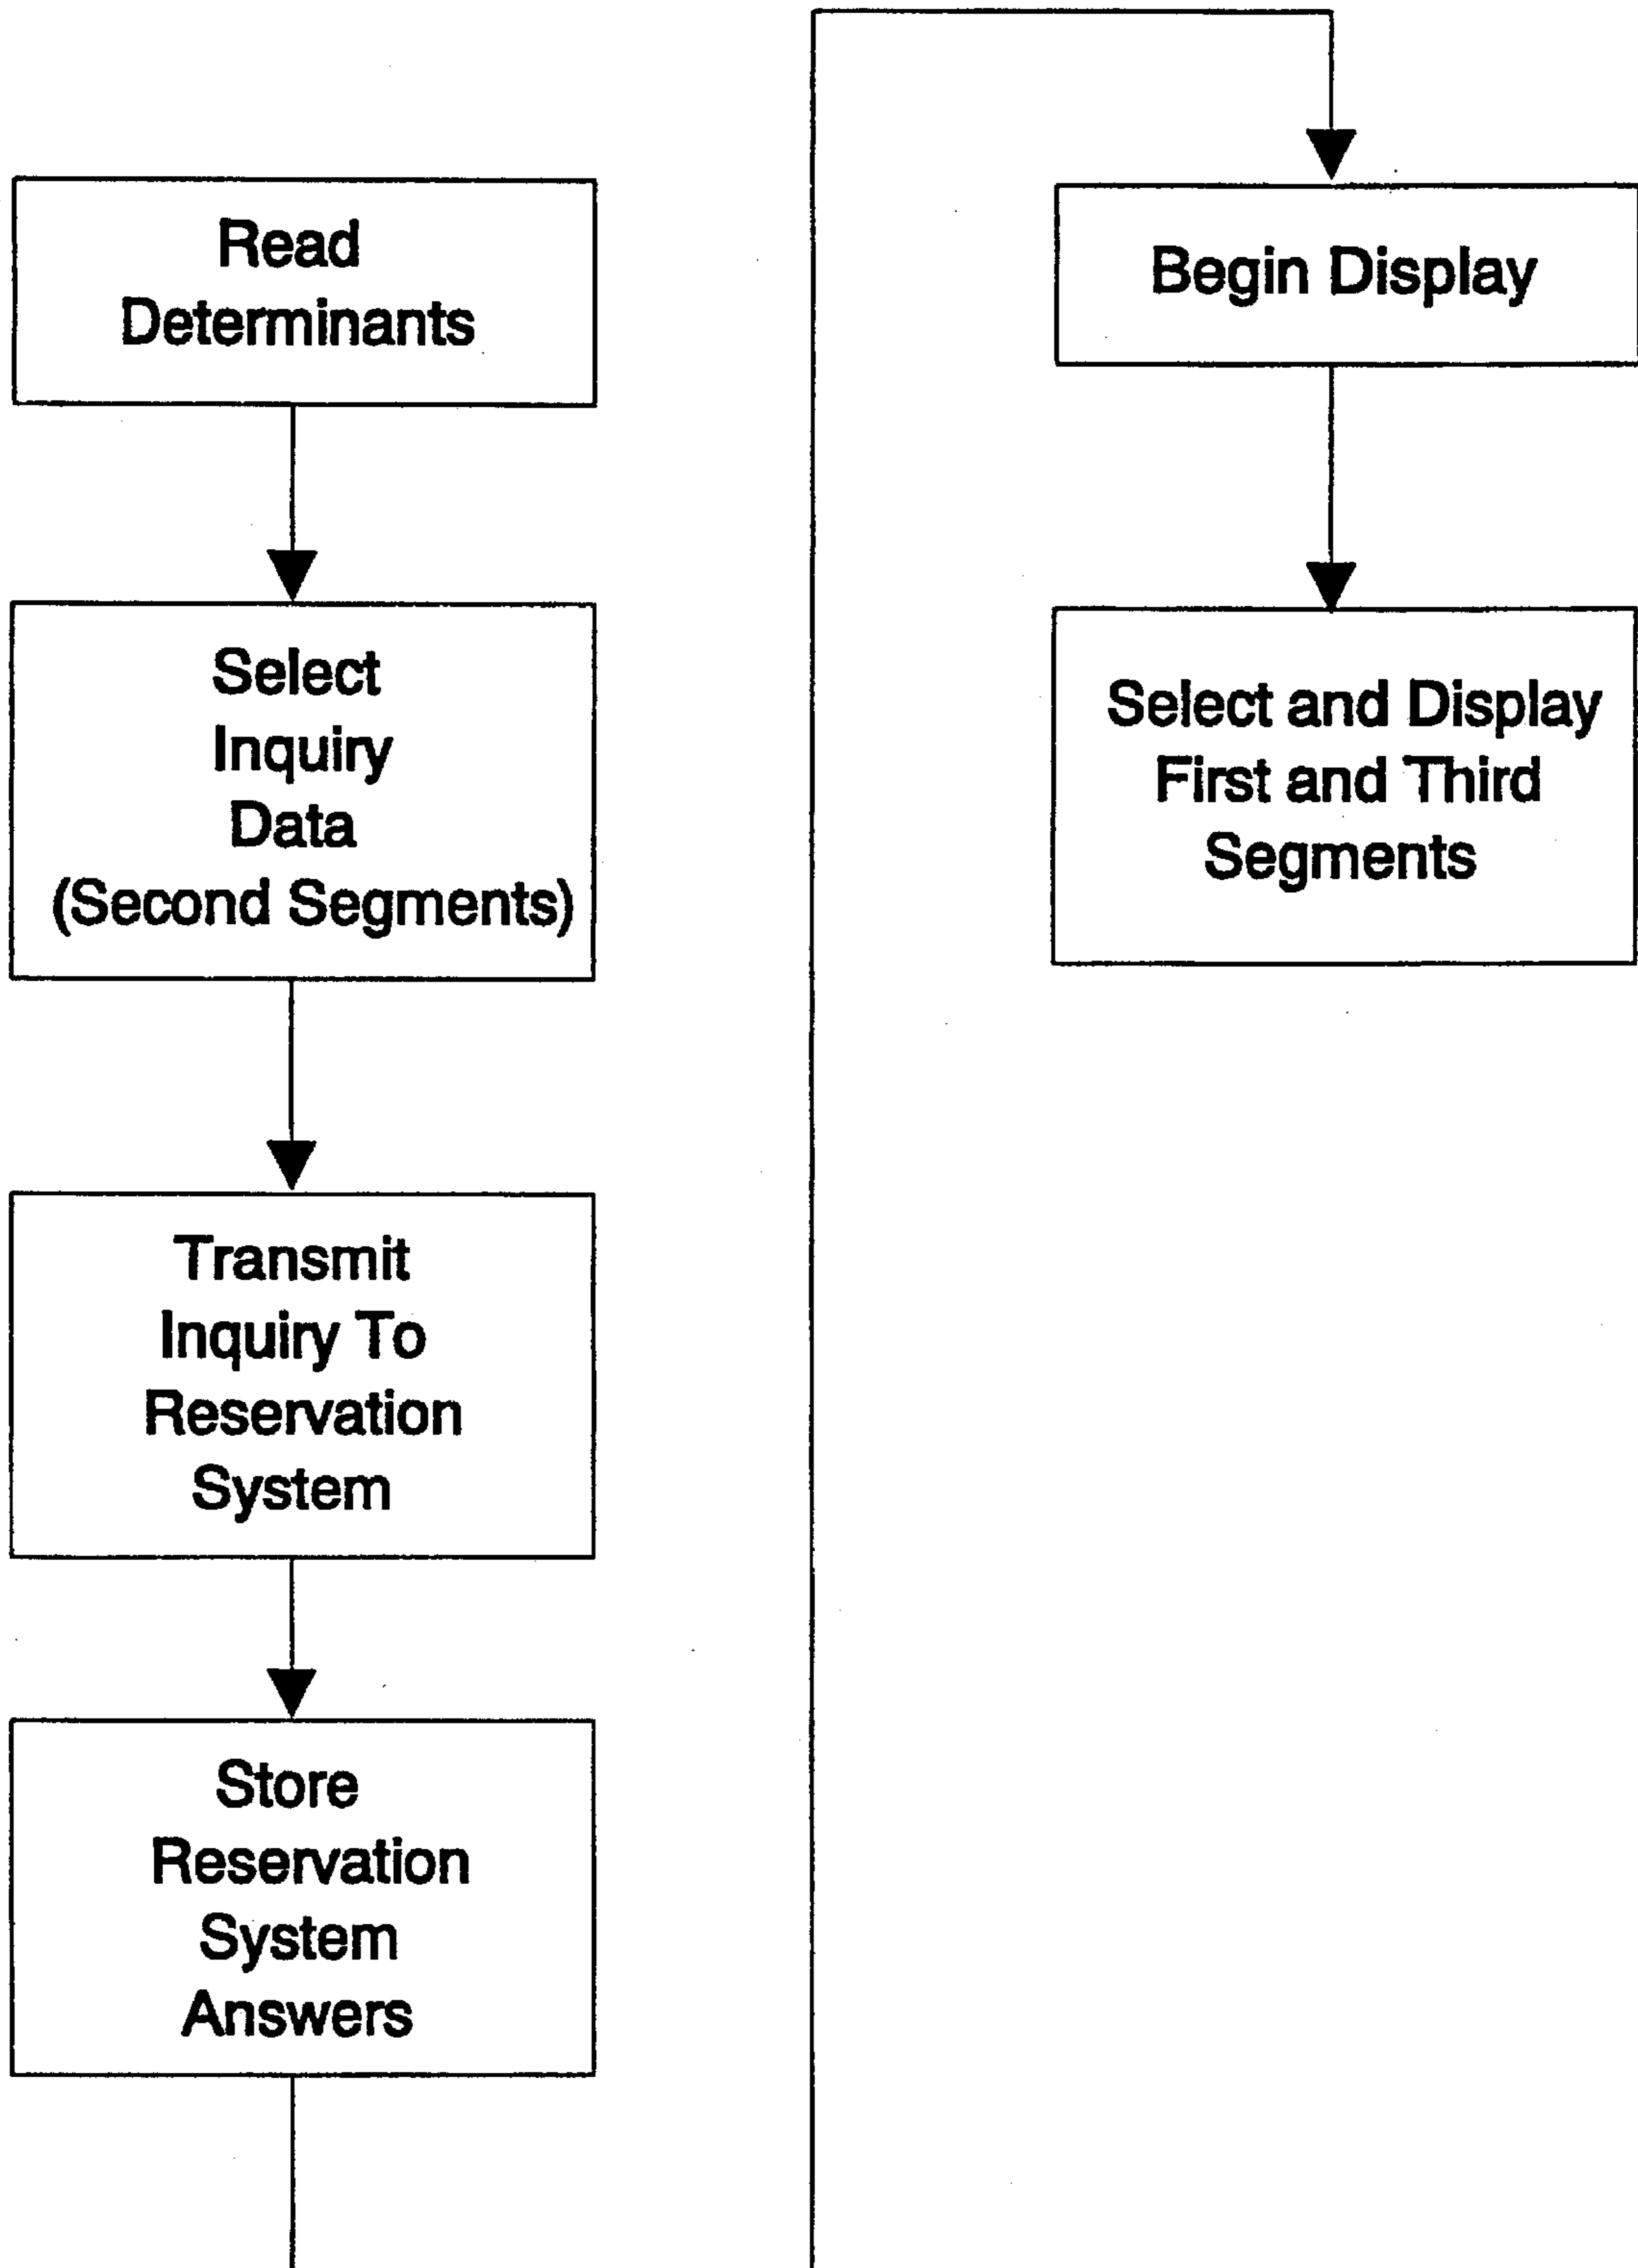 Read
Determinants
Select
Inquiry
Data
(Second Segments)
Transmit
Inquiry To
Reservation
System
Store
Reservation
System
Answers
Begin Display
Select and Display
First and Third
Segments